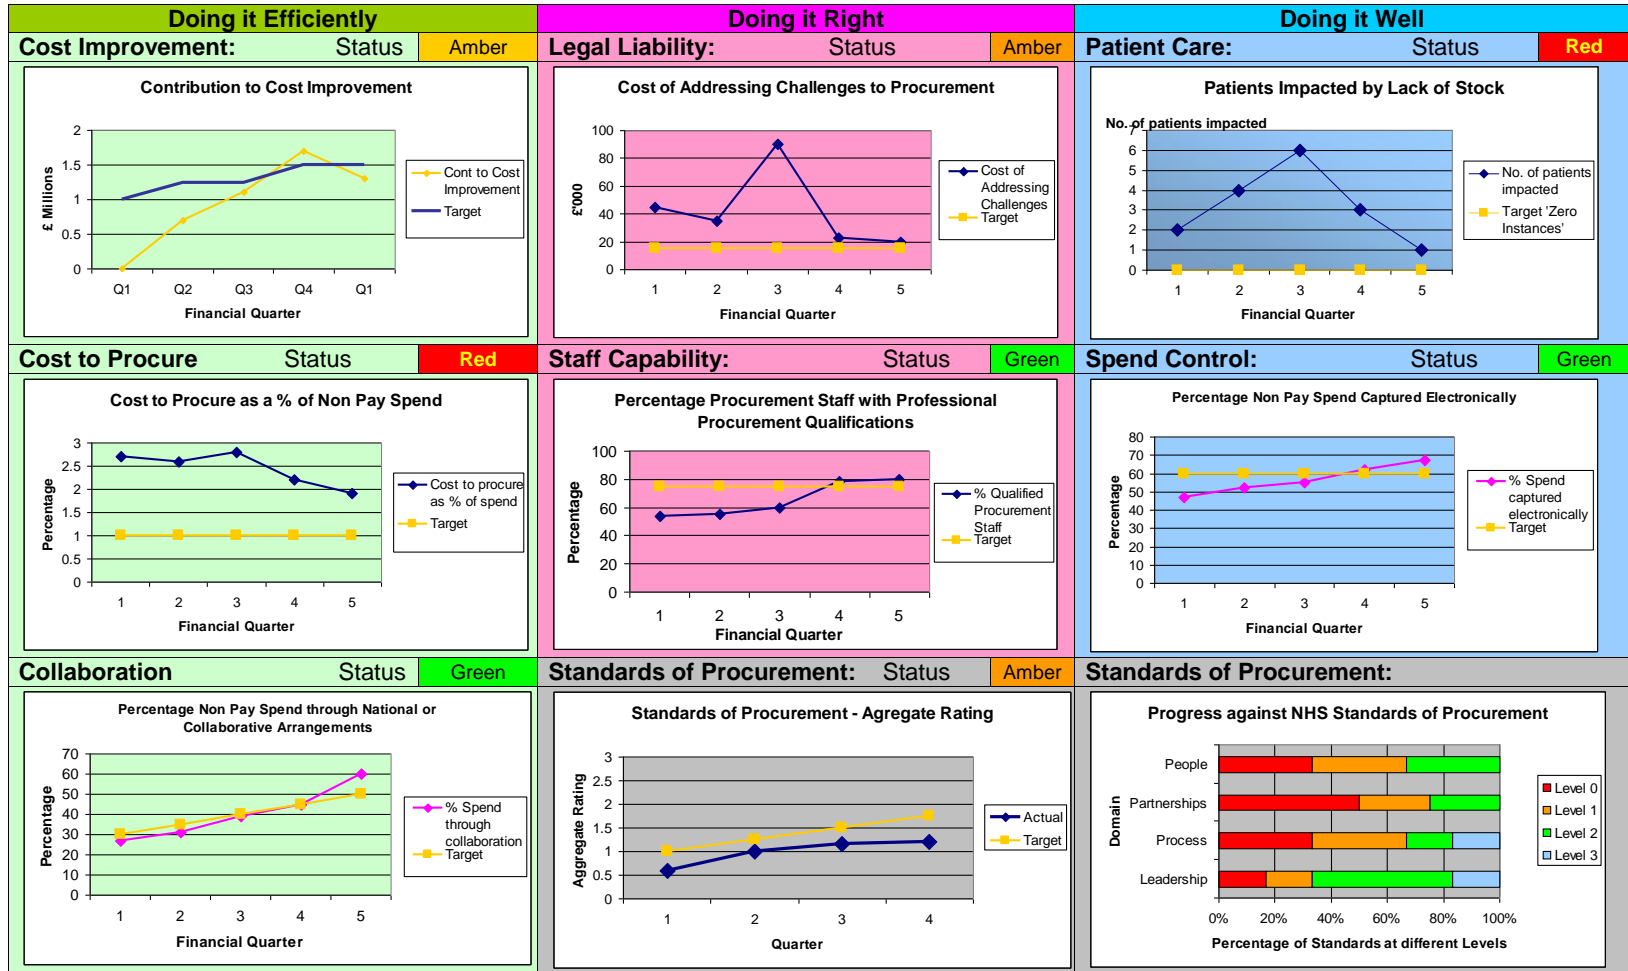 Doing it Efficiently
Doing it Right
Doing it Well
Cost Improvement: Status Amber
Legal Liability: Status Amber
Patient Care: Status Red
Contribution to Cost Improvement
2
1.5
1
0.5
0
£ Millions
Q1 Q2 Q3 Q4 Q1
Financial Quarter
Cont to Cost
Improvement
Target
Cost of Addressing Challenges to Procurement
100
80
60
40
20
0
£'000
1 2 3 4 5
Financial Quarter
Cost of
Addressing
Challenges
Target
Patients Impacted by Lack of Stock
No. of patients impacted
7
6
5
4
3
2
1
0
1 2 3 4 5
Financial Quarter
No. of patients
impacted
Target 'Zero
Instances'
Cost to Procure Status Red
Staff Capability: Status Green
Spend Control: Status Green
Cost to Procure as a % of Non Pay Spend
3
2.5
2
1.5
1
0.5
0
Percentage
1 2 3 4 5
Financial Quarter
Cost to procure
as % of spend
Target
Percentage Procurement Staff with Professional
Procurement Qualifications
100
80
60
40
20
0
Percentage
1 2 3 4 5
Financial Quarter
% Qualified
Procurement
Staff
Target
Percentage Non Pay Spend Captured Electronically
80
70
60
50
40
30
20
10
0
Percentage
1 2 3 4 5
Financial Quarter
% Spend
captured
electronically
Target
Collaboration Status Green
Standards of Procurement: Status Amber
Standards of Procurement:
Percentage Non Pay Spend through National or
Collaborative Arrangements
70
60
50
40
30
20
10
0
Percentage
1 2 3 4 5
Financial Quarter
% Spend
through
collaboration
Target
Standards of Procurement - Agregate Rating
3
2.5
2
1.5
1
0.5
0
Aggregate Rating
1 2 3 4
Quarter
Actual
Target
Progress against NHS Standards of Procurement
People
Partnerships
Process
Leadership
Domain
0% 20% 40% 60% 80% 100%
Percentage of Standards at different Levels
Level 0
Level 1
Level 2
Level 3